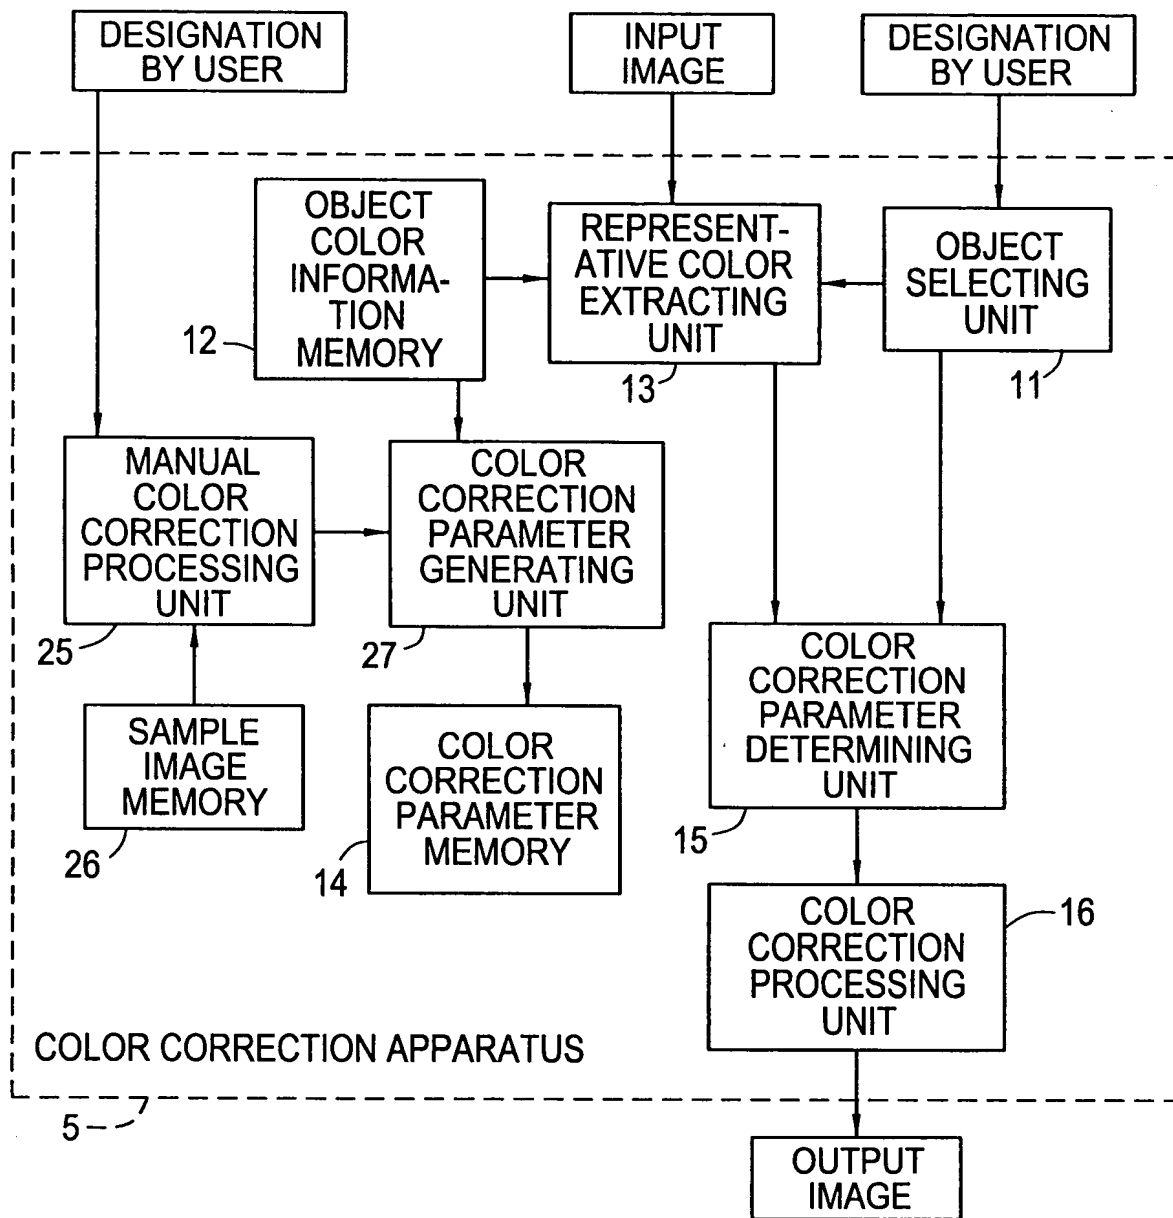 DESIGNATION
BY USER
INPUT
IMAGE
DESIGNATION
BY USER
OBJECT
COLOR
INFORMA-
TION
MEMORY
12
REPRESENT-
ATIVE COLOR
EXTRACTING
UNIT
13
OBJECT
SELECTING
UNIT
11
MANUAL
COLOR
CORRECTION
PROCESSING
UNIT
25
COLOR
CORRECTION
PARAMETER
GENERATING
UNIT
27
SAMPLE
IMAGE
MEMORY
26
COLOR
CORRECTION
PARAMETER
MEMORY
14
COLOR
CORRECTION
PARAMETER
DETERMINING
UNIT
15
COLOR
CORRECTION
PROCESSING
UNIT
16
COLOR CORRECTION APPARATUS
5
OUTPUT
IMAGE